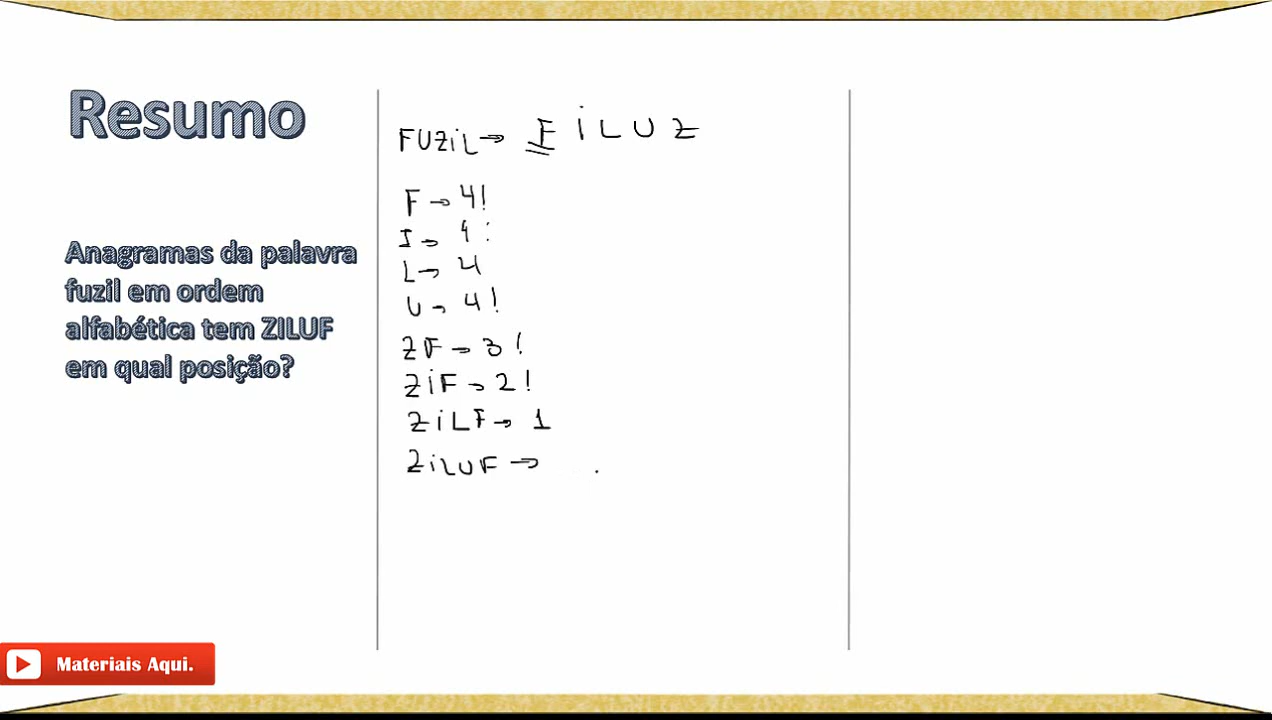 Resumo
Anagramas da palavra
fuzil em ordem
alfabética tem ZILUF
em qual posição?
FUZiL → F i L U Z
F → 4!
I → 4!
L → 4
U → 4!
ZF → 3!
ZiF → 2!
ZiLF → 1
ZiLUF →
Materiais Aqui.